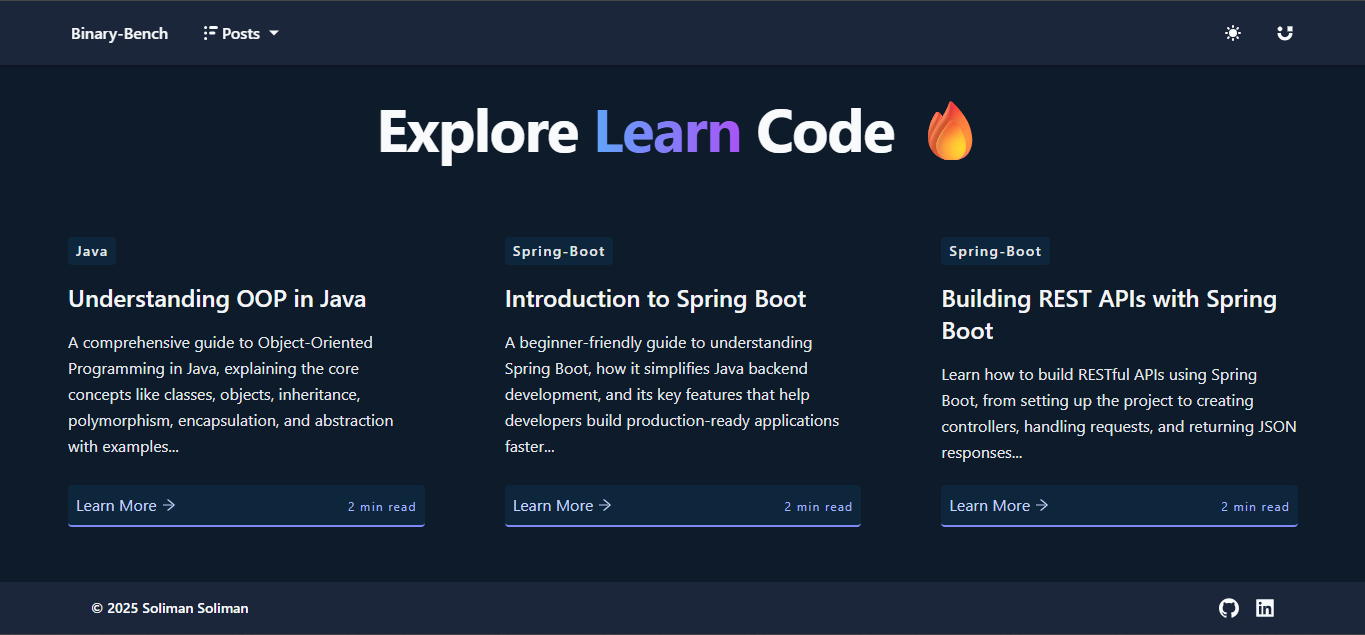 Binary-Bench Posts
Explore Learn Code
Java
Understanding OOP in Java
A comprehensive guide to Object-Oriented
Programming in Java, explaining the core
concepts like classes, objects, inheritance,
polymorphism, encapsulation, and abstraction
with examples...
Learn More → 2 min read
Spring-Boot
Introduction to Spring Boot
A beginner-friendly guide to understanding
Spring Boot, how it simplifies Java backend
development, and its key features that help
developers build production-ready applications
faster...
Learn More → 2 min read
Spring-Boot
Building REST APIs with Spring
Boot
Learn how to build RESTful APIs using Spring
Boot, from setting up the project to creating
controllers, handling requests, and returning JSON
responses...
Learn More → 2 min read
© 2025 Soliman Soliman